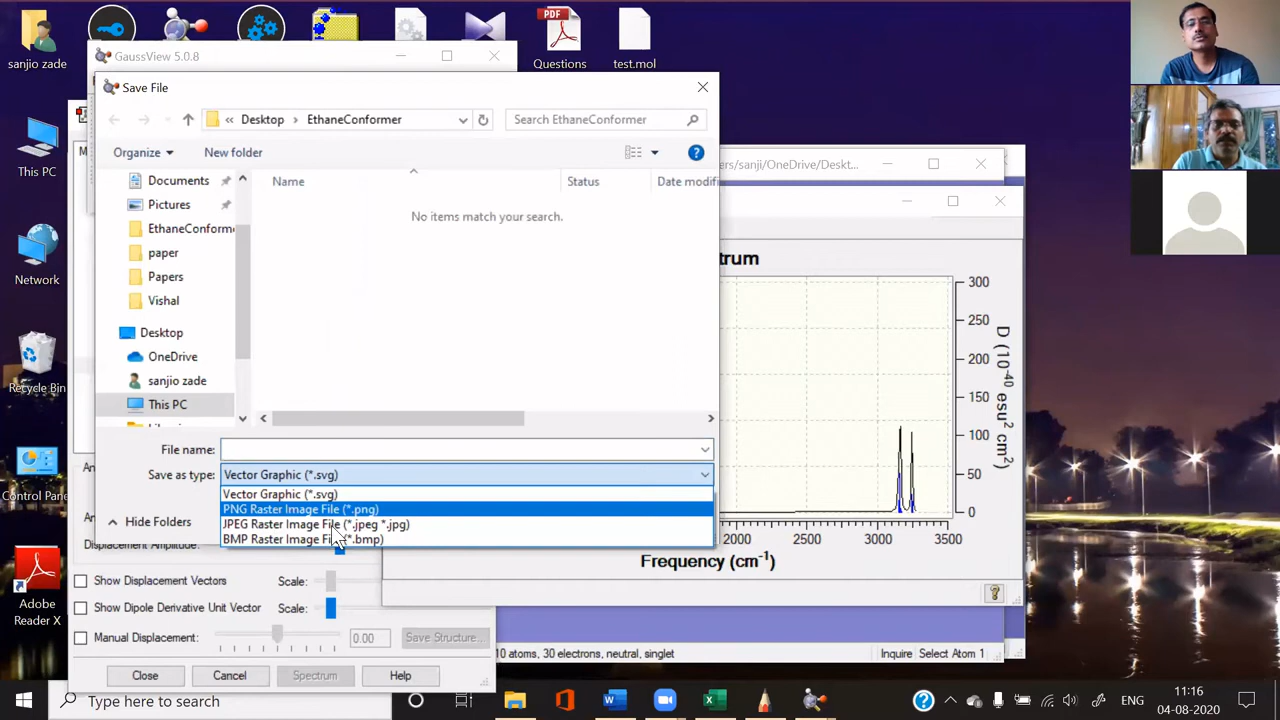 sanjio zade
PDF
Questions
test.mol
GaussView 5.0.8
Save File
Desktop
EthaneConformer
Search EthaneConformer
Organize
New folder
ers/sanji/OneDrive/Deskt...
This PC
Documents
Name
Status
Date modifi
Pictures
No items match your search.
EthaneConform
paper
Network
Papers
trum
300
Vishal
250
Desktop
D (10⁻⁴⁰ esu² cm²)
OneDrive
200
sanjio zade
Recycle Bin
150
This PC
100
File name:
Save as type:
Vector Graphic (*.svg)
50
Vector Graphic (*.svg)
Control Pane
PNG Raster Image File (*.png)
0
Hide Folders
JPEG Raster Image File (*.jpeg *.jpg)
2000
2500
3000
3500
BMP Raster Image File (*.bmp)
Displacement Amplitude:
Frequency (cm⁻¹)
Show Displacement Vectors
Scale:
Adobe
Reader X
Show Dipole Derivative Unit Vector
Scale:
Manual Displacement:
0.00
Save Structure...
10 atoms, 30 electrons, neutral, singlet
Inquire
Select Atom 1
Close
Cancel
Spectrum
Help
Type here to search
ENG
11:16
04-08-2020